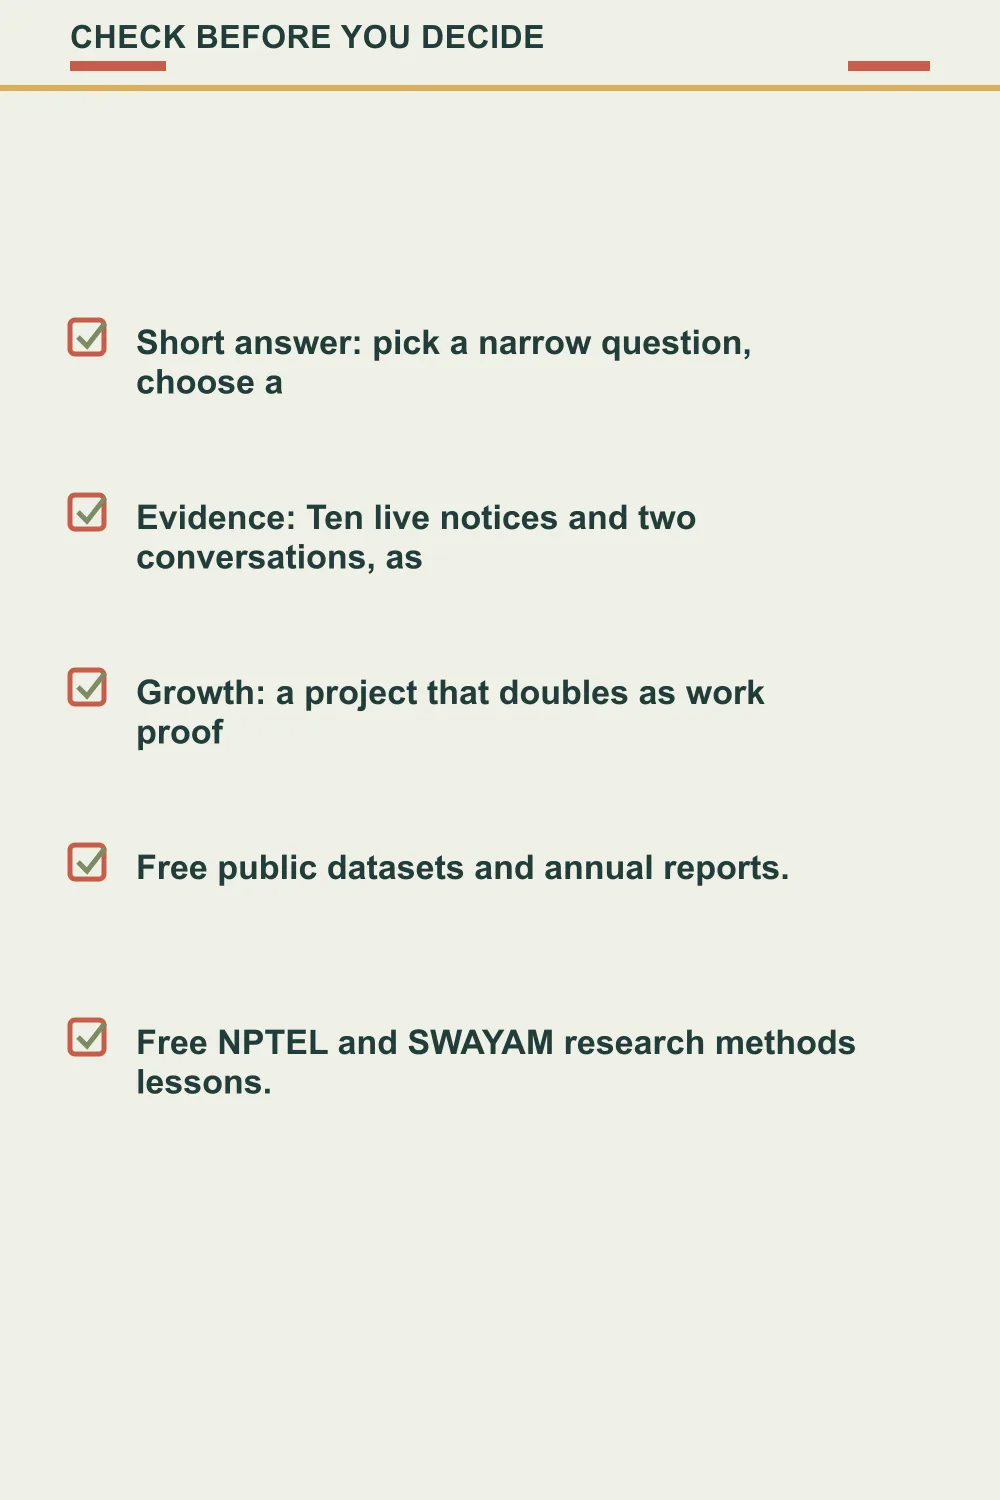 CHECK BEFORE YOU DECIDE
Short answer: pick a narrow question,
choose a
Evidence: Ten live notices and two
conversations, as
Growth: a project that doubles as work
proof
Free public datasets and annual reports.
Free NPTEL and SWAYAM research methods
lessons.